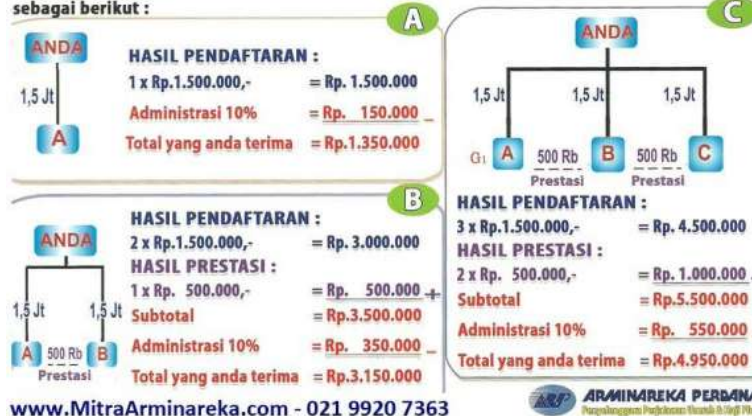 sebagai berikut :
A
ANDA
1,5 Jt
A
HASIL PENDAFTARAN :
1 x Rp.1.500.000,- = Rp. 1.500.000
Administrasi 10% = Rp. 150.000 _
Total yang anda terima = Rp.1.350.000
B
ANDA
1,5 Jt 1,5 Jt
A 500 Rb B
Prestasi
HASIL PENDAFTARAN :
2 x Rp.1.500.000,- = Rp. 3.000.000
HASIL PRESTASI :
1 x Rp. 500.000,- = Rp. 500.000 +
Subtotal = Rp.3.500.000
Administrasi 10% = Rp. 350.000 _
Total yang anda terima = Rp.3.150.000
C
ANDA
1,5 Jt 1,5 Jt 1,5 Jt
G1 A 500 Rb B 500 Rb C
Prestasi Prestasi
HASIL PENDAFTARAN :
3 x Rp.1.500.000,- = Rp. 4.500.000
HASIL PRESTASI :
2 x Rp. 500.000,- = Rp. 1.000.000
Subtotal = Rp.5.500.000
Administrasi 10% = Rp. 550.000
Total yang anda terima = Rp.4.950.000
www.MitraArminareka.com - 021 9920 7363
ARMINAREKA PERDANA
Penyelenggara Perjalanan Umrah & Haji